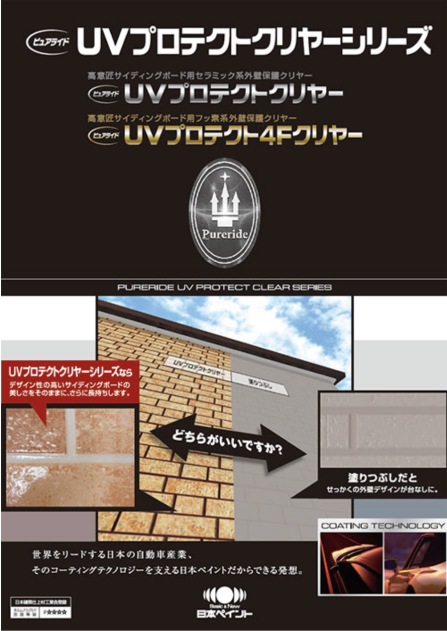 ピュアライド UVプロテクトクリヤーシリーズ
高意匠サイディングボード用セラミック系外壁保護クリヤー
ピュアライド UVプロテクトクリヤー
高意匠サイディングボード用フッ素系外壁保護クリヤー
ピュアライド UVプロテクト4Fクリヤー
Pureride
PURERIDE UV PROTECT CLEAR SERIES
UVプロテクトクリヤー
塗りつぶし
UVプロテクトクリヤーシリーズなら
デザイン性の高いサイディングボードの
美しさをそのままに、さらに長持ちします。
どちらがいいですか?
塗りつぶしだと
せっかくの外壁デザインが台なしに。
COATING TECHNOLOGY
世界をリードする日本の自動車産業、
そのコーティングテクノロジーを支える日本ペイントだからできる発想。
日本建築仕上材工業会登録
F☆☆☆☆
Basic & New
日本ペイント